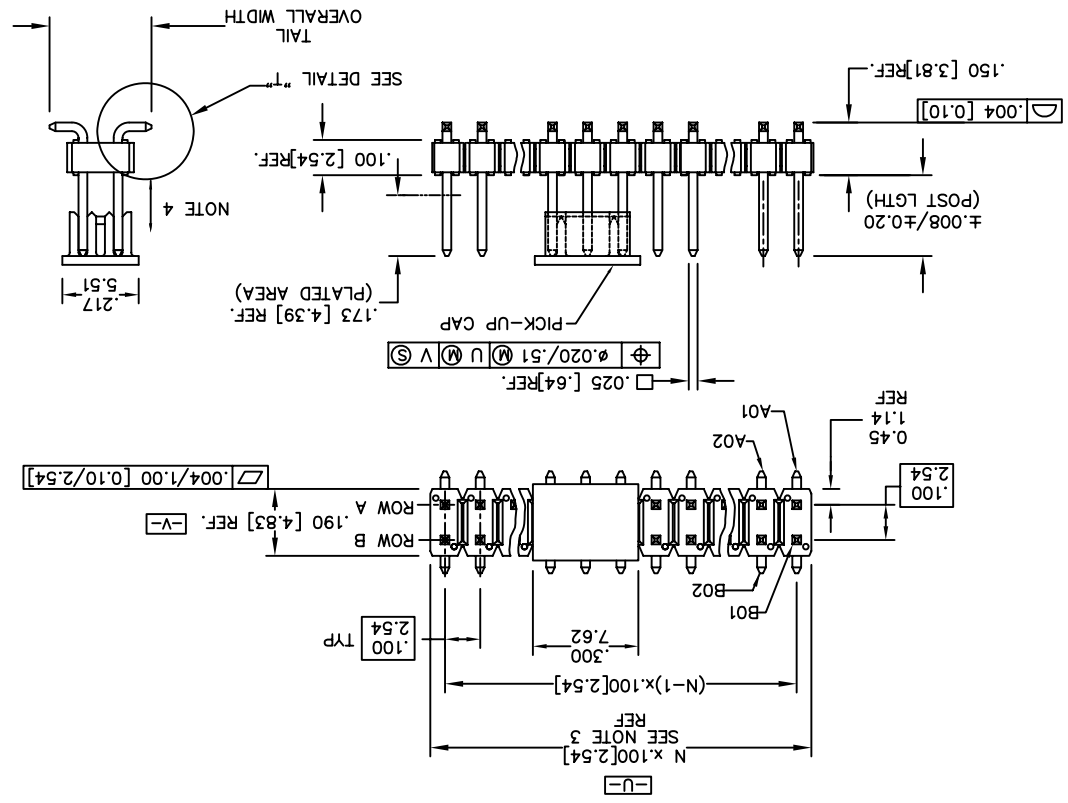 -U-
N x.100[2.54]
SEE NOTE 3
REF
(N-1)x.100[2.54]
.300
7.62
.100
2.54
TYP
B01
B02
ROW B
ROW A
.100
2.54
.190 [4.83] REF.
-V-
.004/1.00 [0.10/2.54]
0.45
1.14
REF
A01
A02
.025 [.64]REF.
ø.020/.51 Ⓜ U Ⓜ V Ⓢ
PICK-UP CAP
.173 [4.39] REF.
(PLATED AREA)
.217
5.51
±.008/±0.20
(POST LGTH)
NOTE 4
.100 [2.54]REF.
.004 [0.10]
.150 [3.81]REF.
SEE DETAIL "T"
TAIL
OVERALL WIDTH